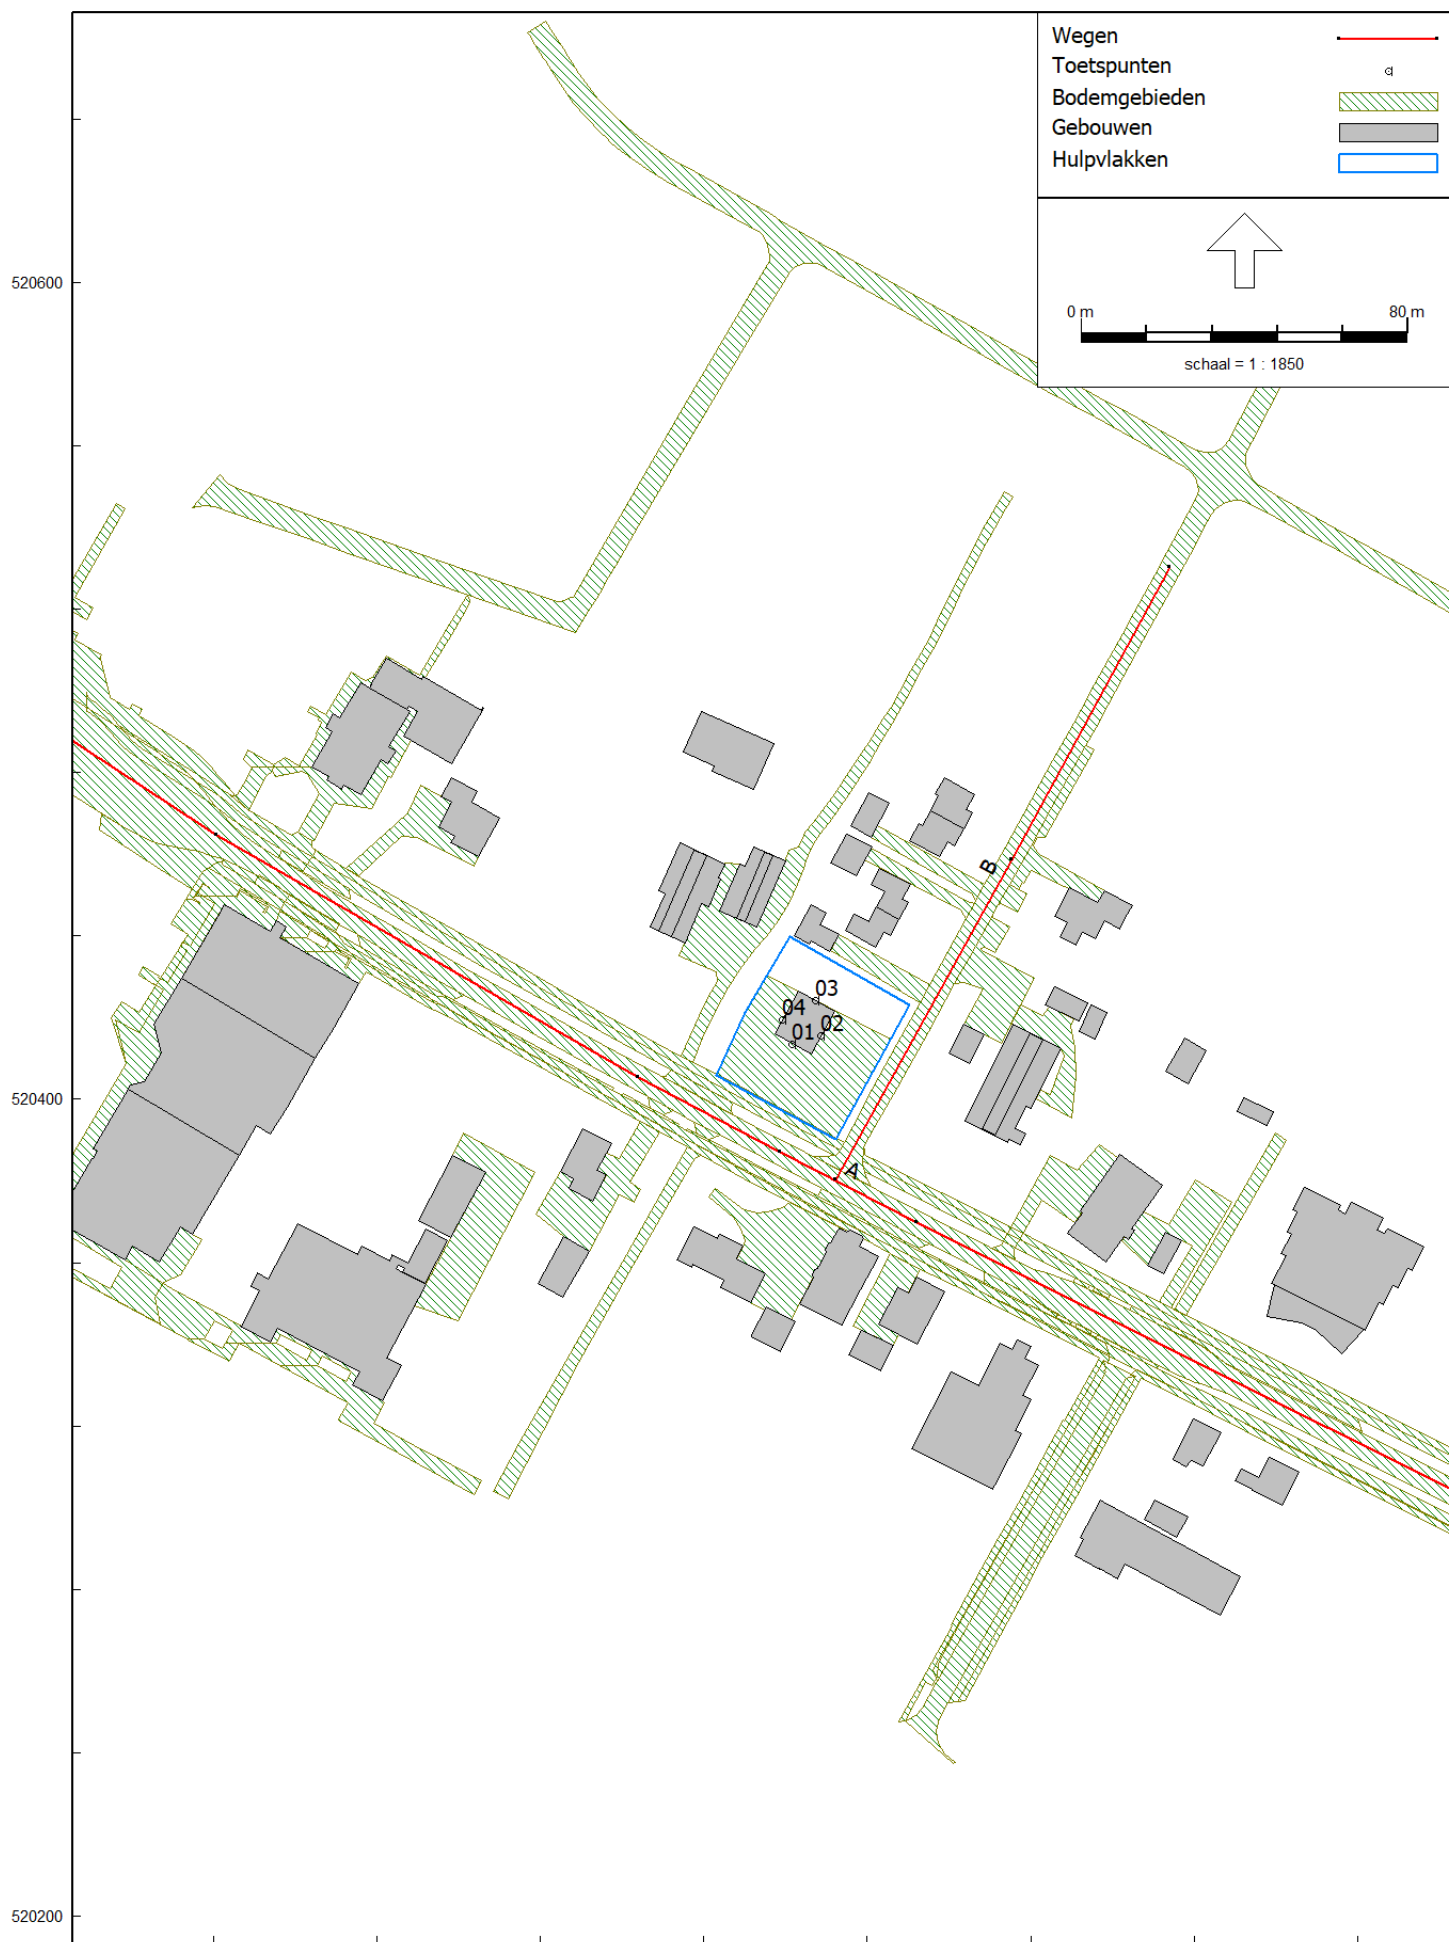 Wegen
Toetspunten
Bodemgebieden
Gebouwen
Hulpvlakken
0 m 80 m
schaal = 1 : 1850
520600
B
03
04
02
01
520400
A
520200